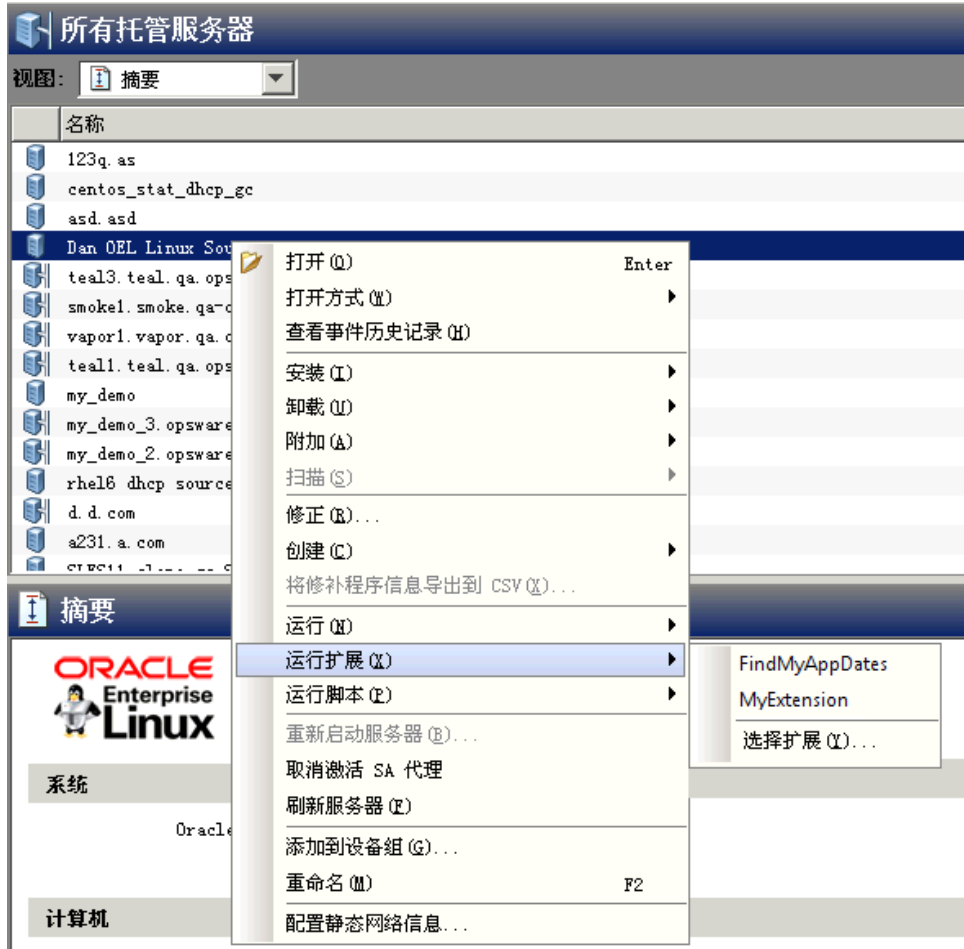 所有托管服务器
视图: 摘要
名称
123q.as
centos_stat_dhcp_gc
asd.asd
Dan OEL Linux Sou
teal3.teal.qa.ops
smoke1.smoke.qa-c
vapor1.vapor.qa.c
teal1.teal.qa.ops
my_demo
my_demo_3.opsware
my_demo_2.opsware
rhel6 dhcp source
d.d.com
a231.a.com
打开(O) Enter
打开方式(W)
查看事件历史记录(H)
安装(I)
卸载(U)
附加(A)
扫描(S)
修正(R)...
创建(C)
将修补程序信息导出到 CSV(X)...
运行(N)
运行扩展(X)
运行脚本(P)
重新启动服务器(B)...
取消激活 SA 代理
刷新服务器(F)
添加到设备组(G)...
重命名(M) F2
配置静态网络信息...
FindMyAppDates
MyExtension
选择扩展(Y)...
摘要
ORACLE
Enterprise
Linux
系统
Oracle
计算机